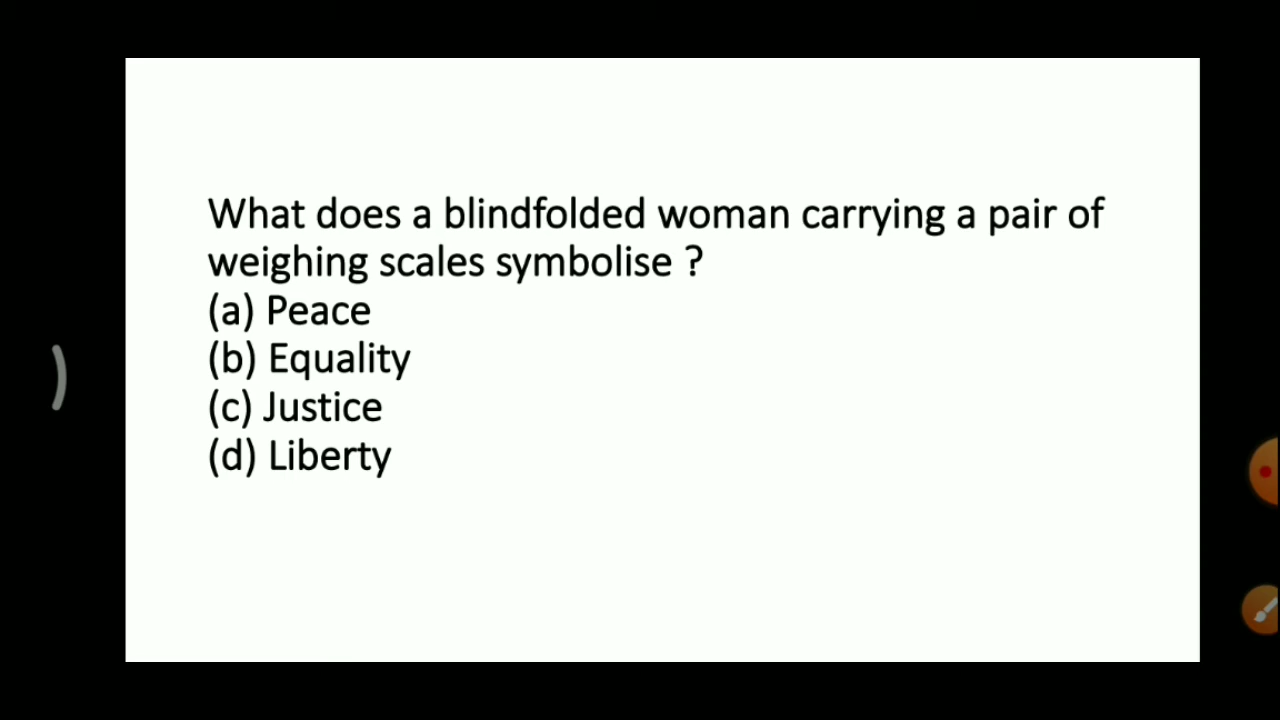 What does a blindfolded woman carrying a pair of
weighing scales symbolise ?
(a) Peace
(b) Equality
(c) Justice
(d) Liberty